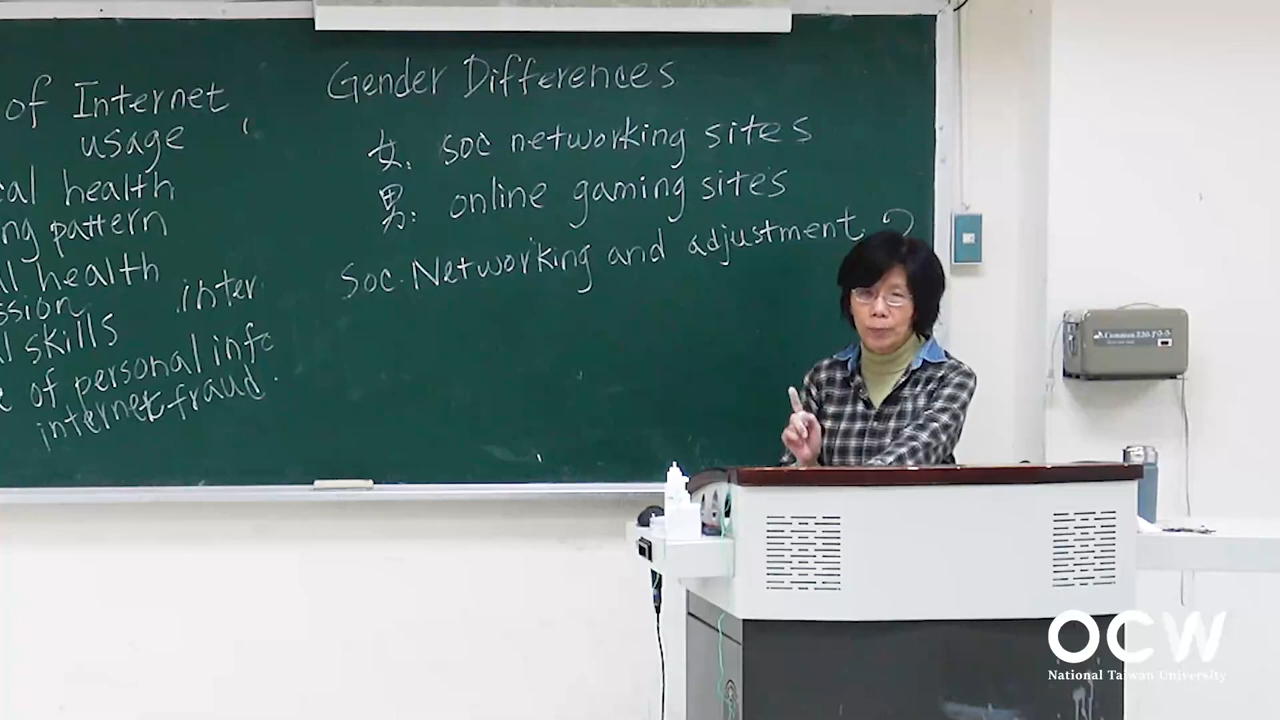 of Internet
usage
cal health
ng pattern
l health
ssion
inter
l skills
of personal info
internet fraud.
Gender Differences
女: soc networking sites
男: online gaming sites
Soc. Networking and adjustment ?
OCW
National Taiwan University